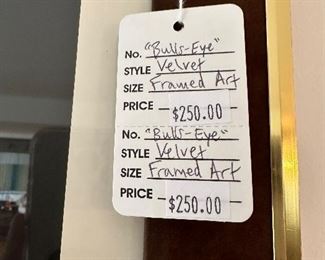 No. "Bulls-Eye"
STYLE Velvet
SIZE Framed Art
PRICE - $250.00
No. "Bulls-Eye"
STYLE Velvet
SIZE Framed Art
PRICE - $250.00